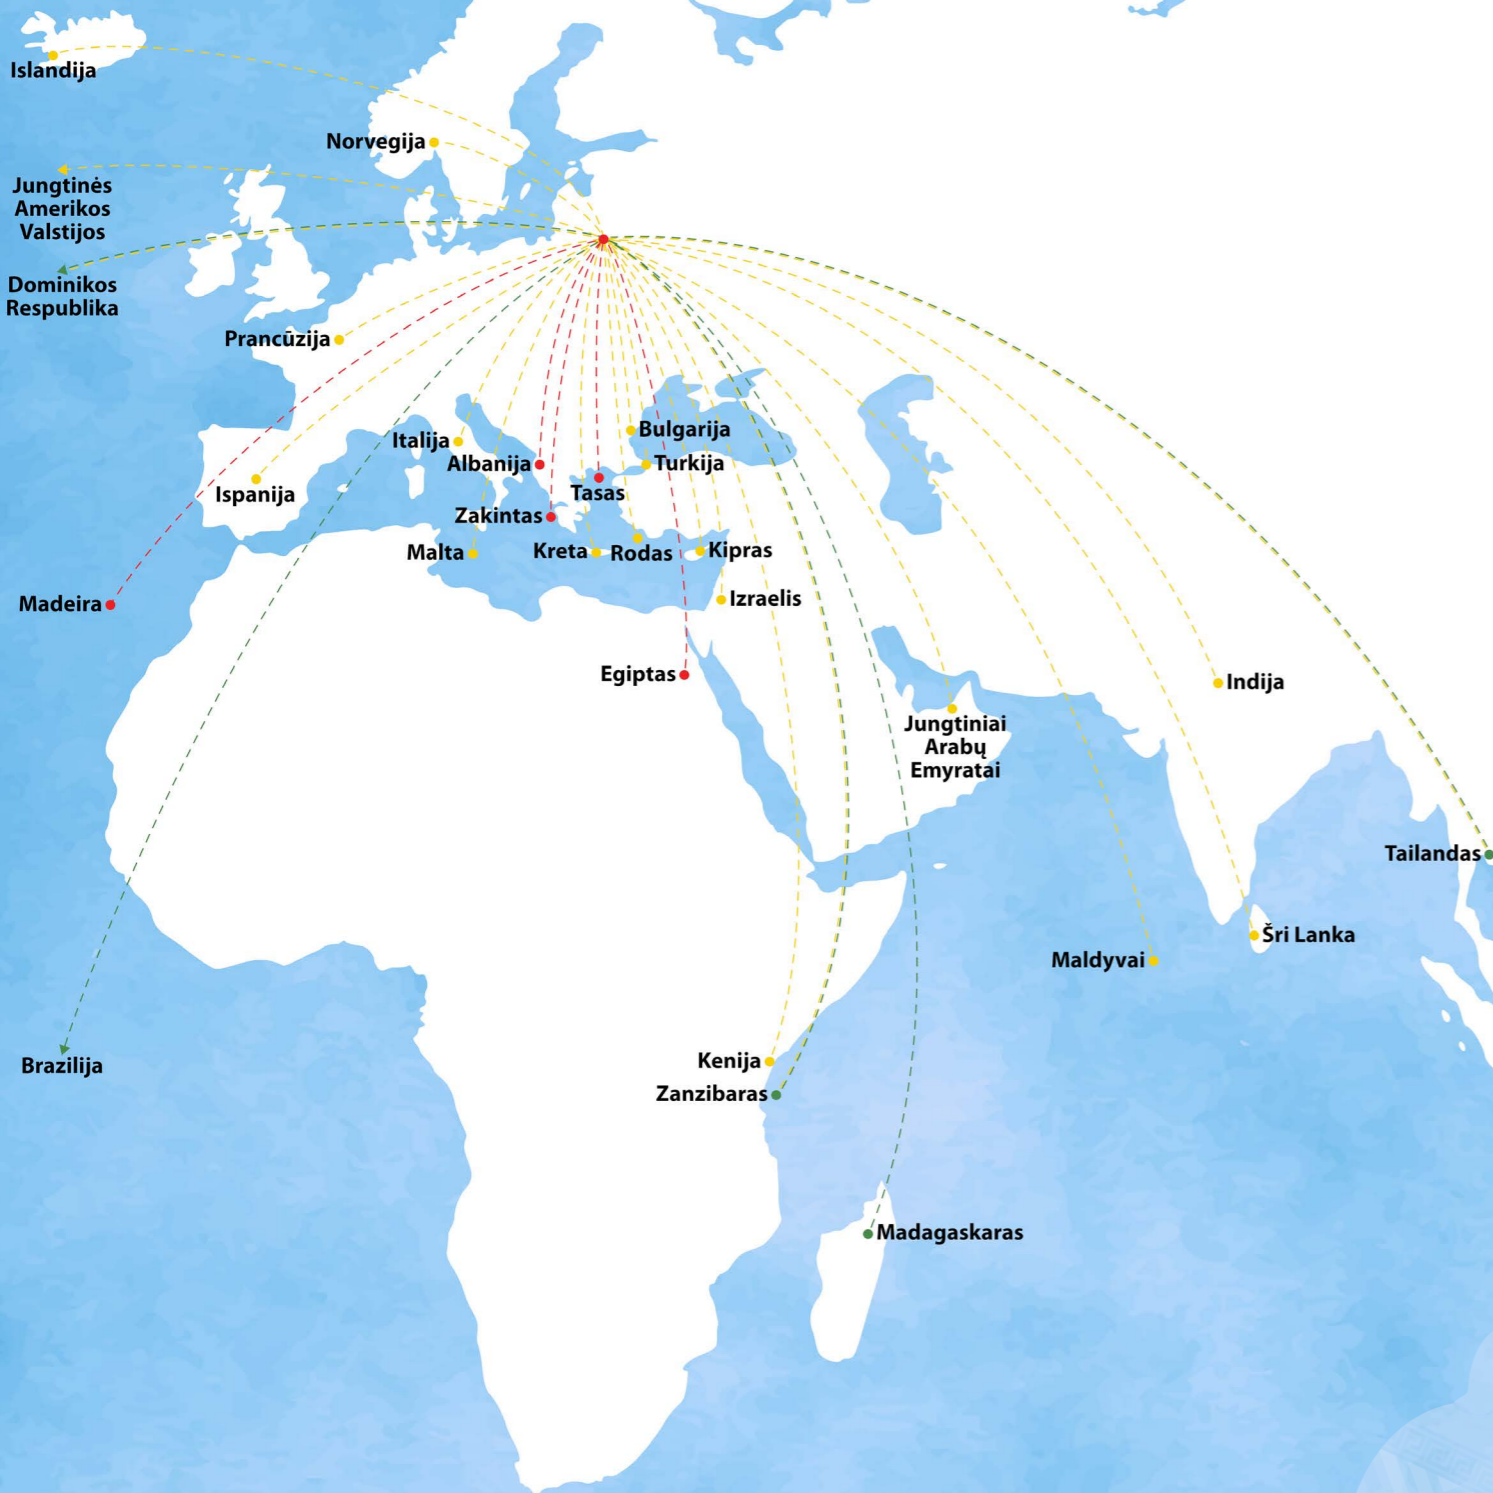 Islandija
Norvegija
Jungtinės
Amerikos
Valstijos
Dominikos
Respublika
Prancūzija
Ispanija
Italija
Albanija
Bulgarija
Turkija
Tasas
Zakintas
Malta
Kreta
Rodas
Kipras
Izraelis
Madeira
Egiptas
Indija
Jungtiniai
Arabų
Emyratai
Tailandas
Šri Lanka
Maldyvai
Brazilija
Kenija
Zanzibaras
Madagaskaras